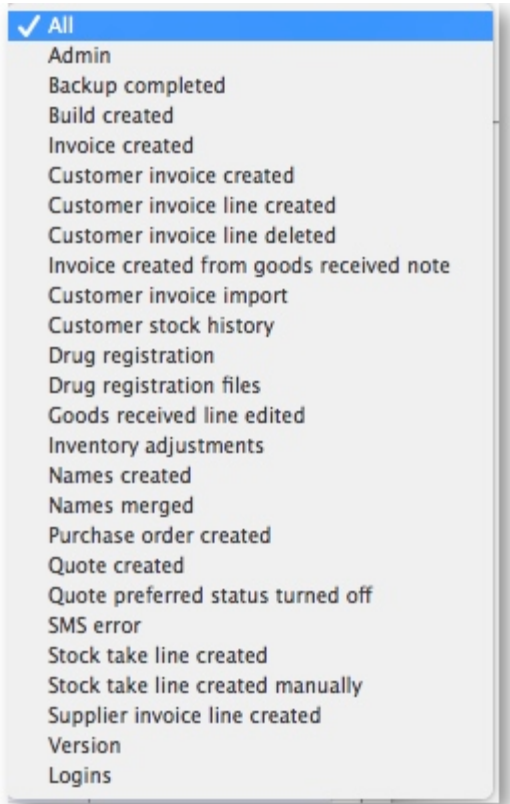 All
Admin
Backup completed
Build created
Invoice created
Customer invoice created
Customer invoice line created
Customer invoice line deleted
Invoice created from goods received note
Customer invoice import
Customer stock history
Drug registration
Drug registration files
Goods received line edited
Inventory adjustments
Names created
Names merged
Purchase order created
Quote created
Quote preferred status turned off
SMS error
Stock take line created
Stock take line created manually
Supplier invoice line created
Version
Logins